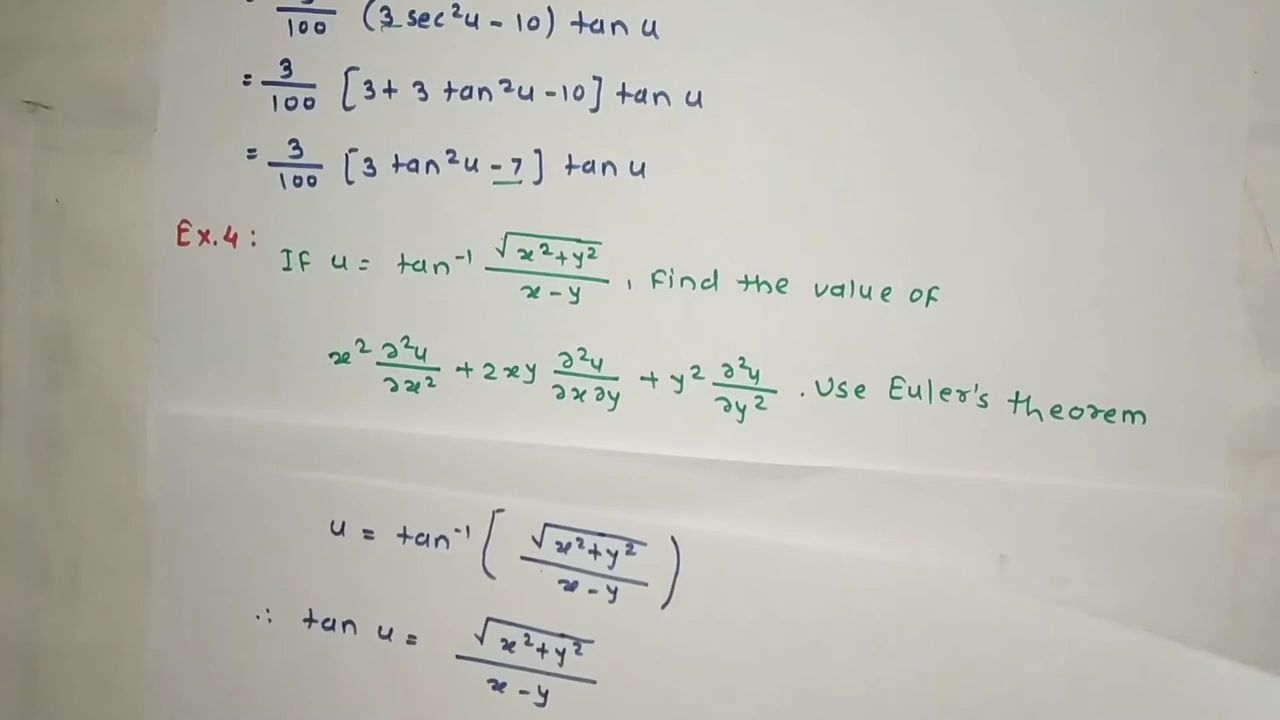 100 (3 sec²u - 10) tan u
= 3/100 [3 + 3 tan²u - 10] tan u
= 3/100 [3 tan²u - 7] tan u
Ex.4: If u = tan⁻¹ √(x²+y²)/(x-y), Find the value of
x² ∂²u/∂x² + 2xy ∂²u/∂x∂y + y² ∂²u/∂y². Use Euler's theorem
u = tan⁻¹ (√(x²+y²)/(x-y))
∴ tan u = √(x²+y²)/(x-y)